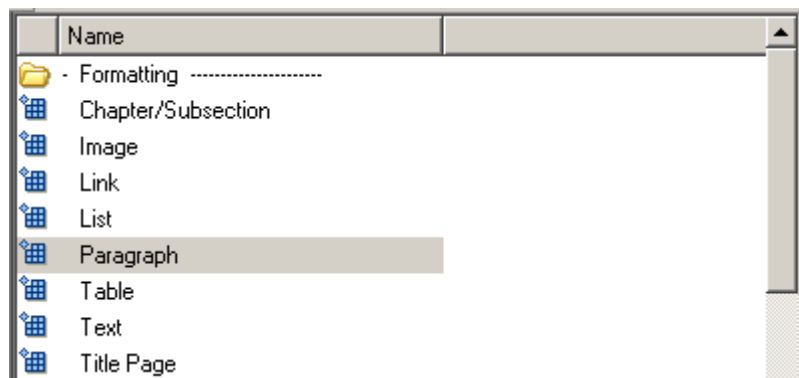 Name
- Formatting ----------------------
Chapter/Subsection
Image
Link
List
Paragraph
Table
Text
Title Page